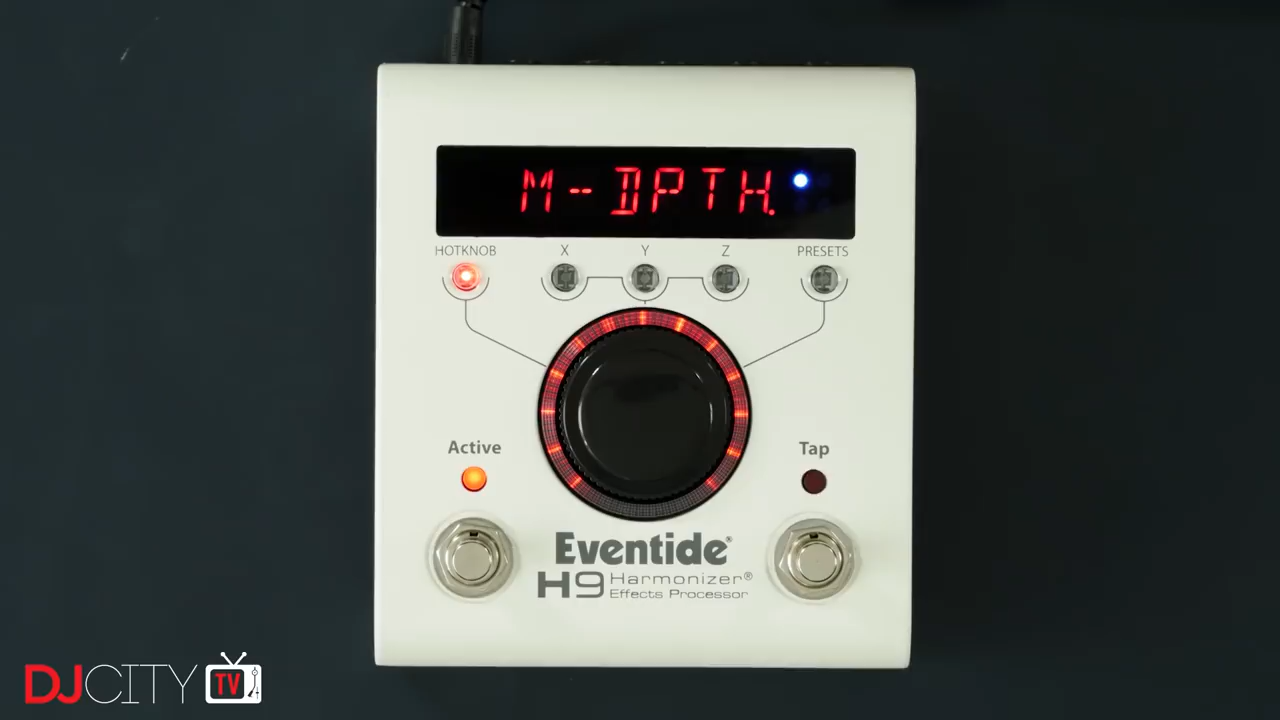 M-DPTH.
HOTKNOB X Y Z PRESETS
Active Tap
Eventide®
H9 Harmonizer®
Effects Processor
DJCITY TV